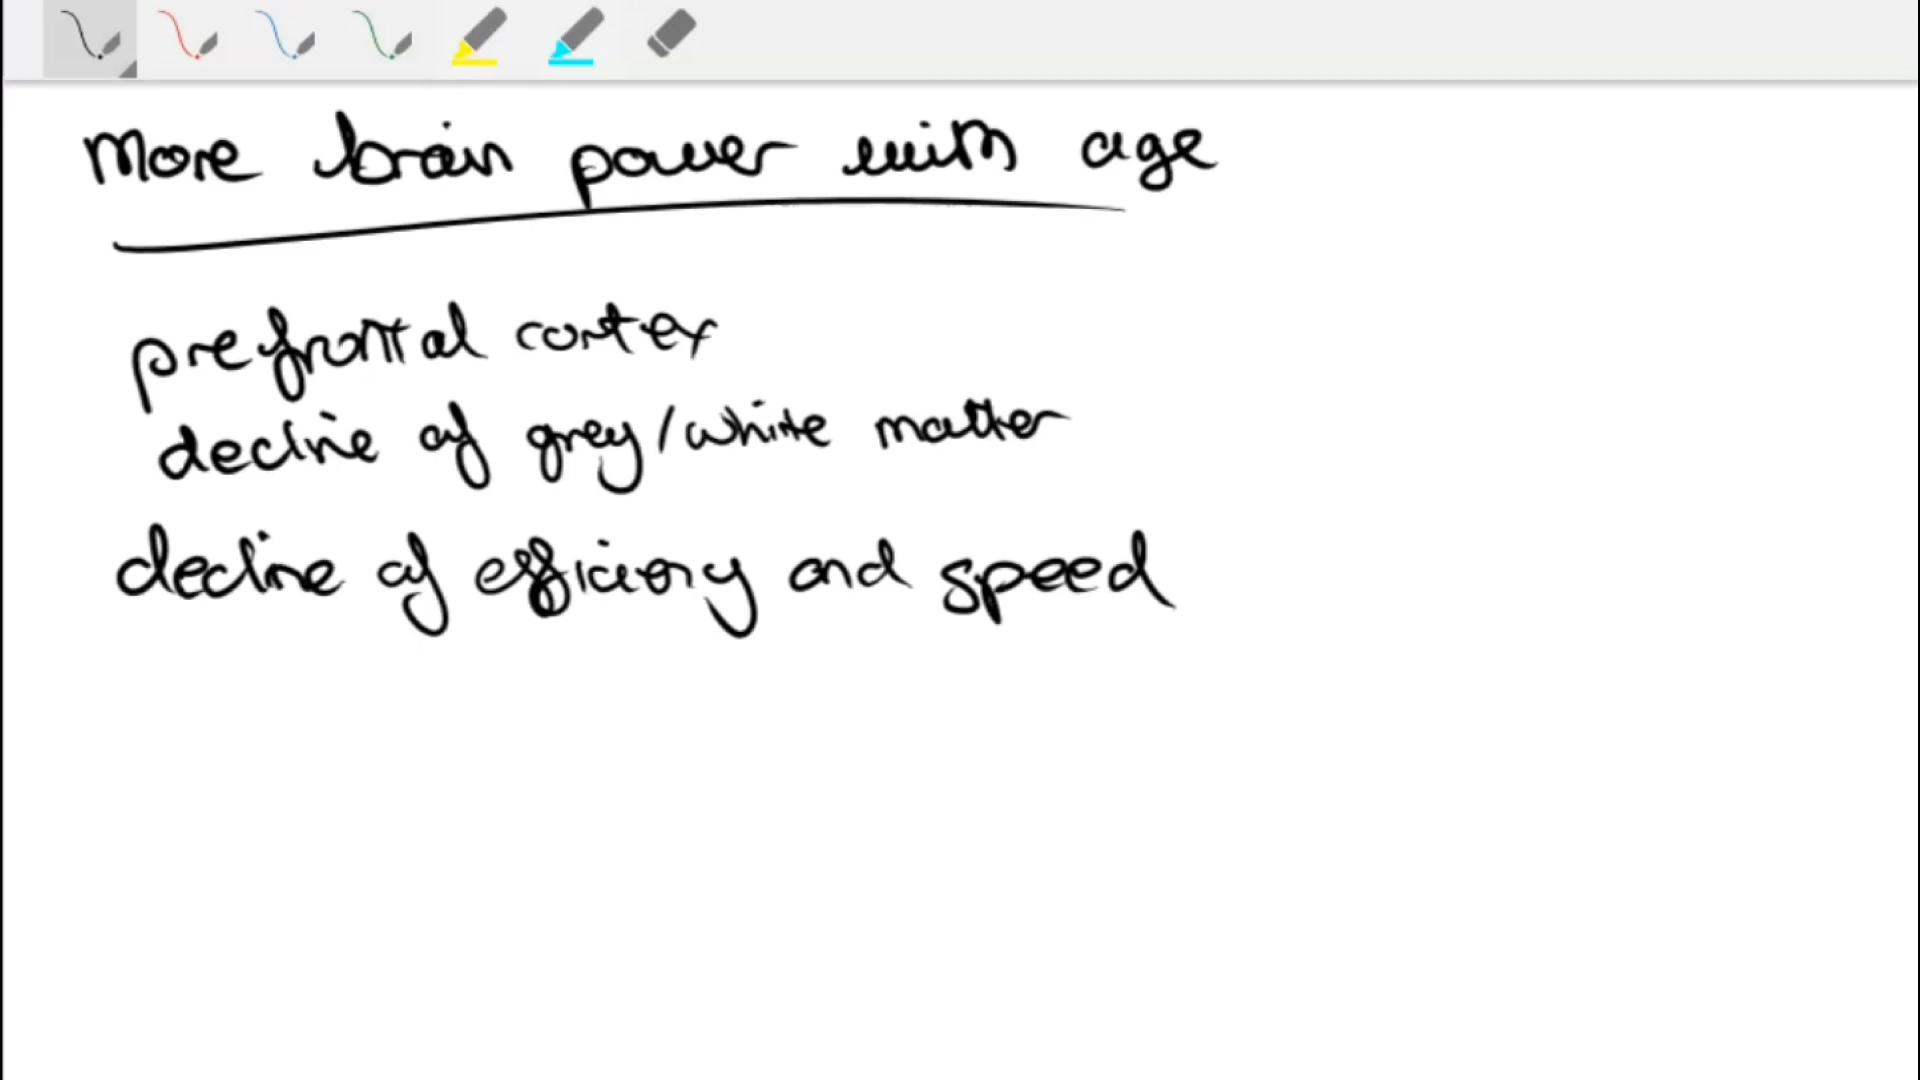 More brain power with age
prefrontal cortex
decline of grey/white matter
decline of efficiency and speed